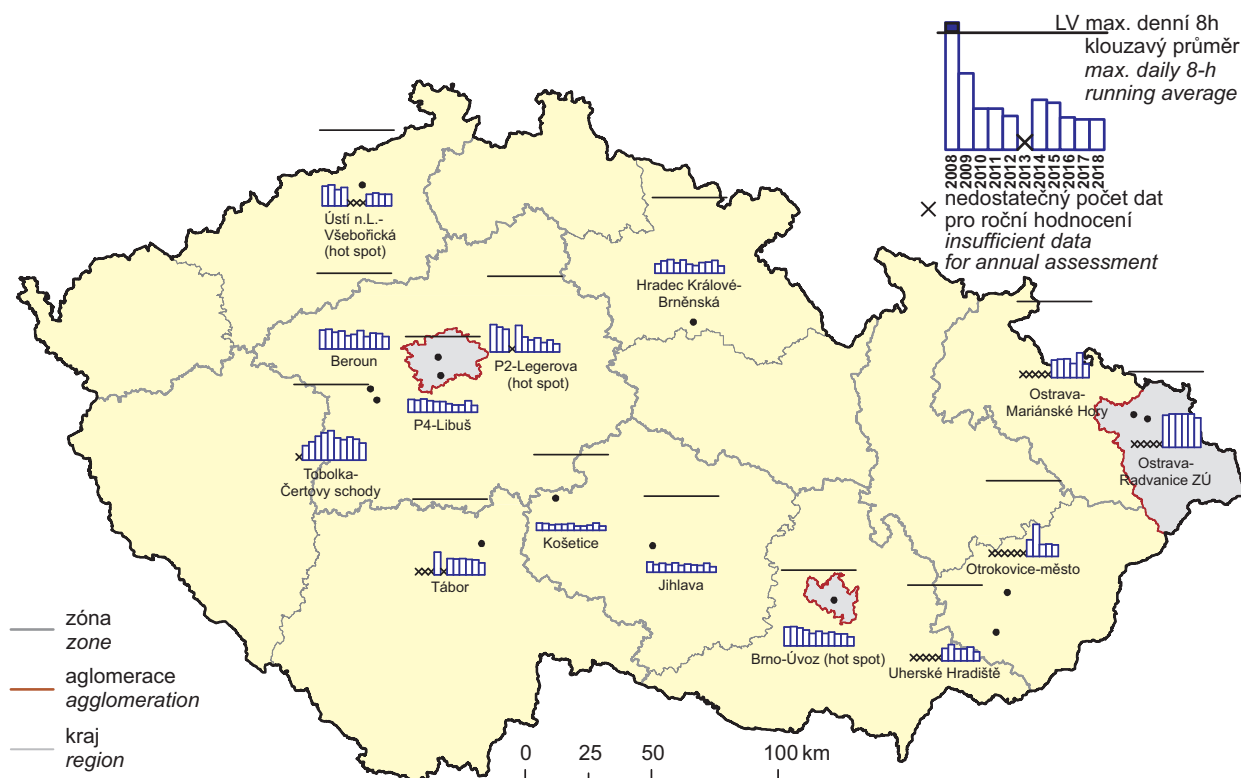 LV max. denní 8h
klouzavý průměr
max. daily 8-h
running average
2008
2009
2010
2011
2012
2013
2014
2015
2016
2017
2018
nedostatečný počet dat
pro roční hodnocení
insufficient data
for annual assessment
Ústí n.L.-
Všebořická
(hot spot)
Hradec Králové-
Brněnská
Beroun
P2-Legerova
(hot spot)
P4-Libuš
Ostrava-
Mariánské Hory
Ostrava-
Radvanice ZÚ
Tobolka-
Čertovy schody
Košetice
Tábor
Jihlava
Otrokovice-město
Brno-Úvoz (hot spot)
Uherské Hradiště
zóna
zone
aglomerace
agglomeration
kraj
region
0 25 50 100 km